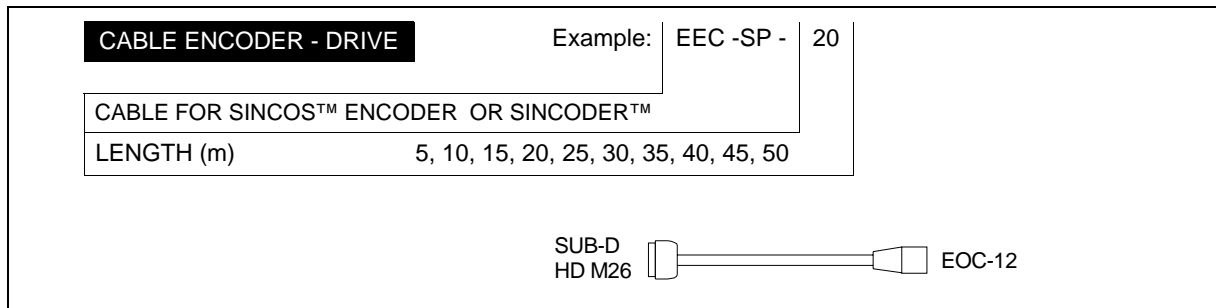 CABLE ENCODER - DRIVE Example: EEC -SP - 20
CABLE FOR SINCOS™ ENCODER OR SINCODER™
LENGTH (m) 5, 10, 15, 20, 25, 30, 35, 40, 45, 50
SUB-D
HD M26
EOC-12